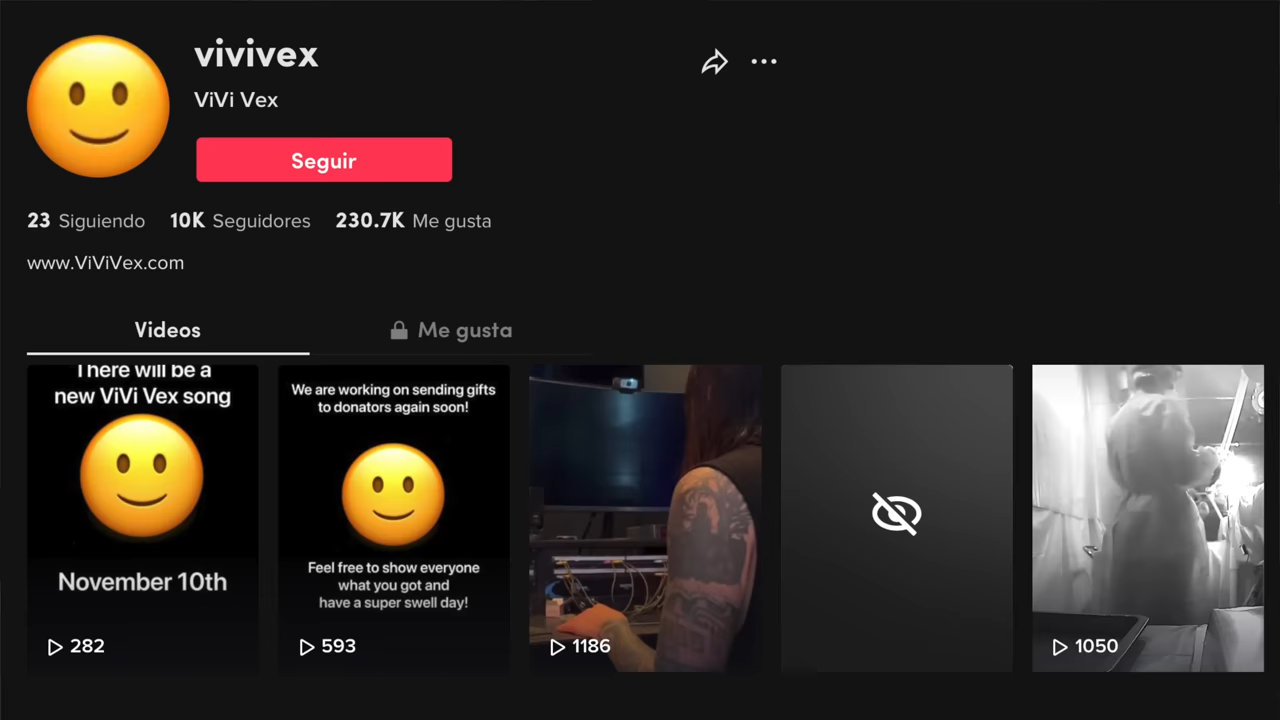 vivivex
ViVi Vex
Seguir
23 Siguiendo 10K Seguidores 230.7K Me gusta
www.ViViVex.com
Videos
Me gusta
There will be a
new ViVi Vex song
November 10th
282
We are working on sending gifts
to donators again soon!
Feel free to show everyone
what you got and
have a super swell day!
593
1186
1050